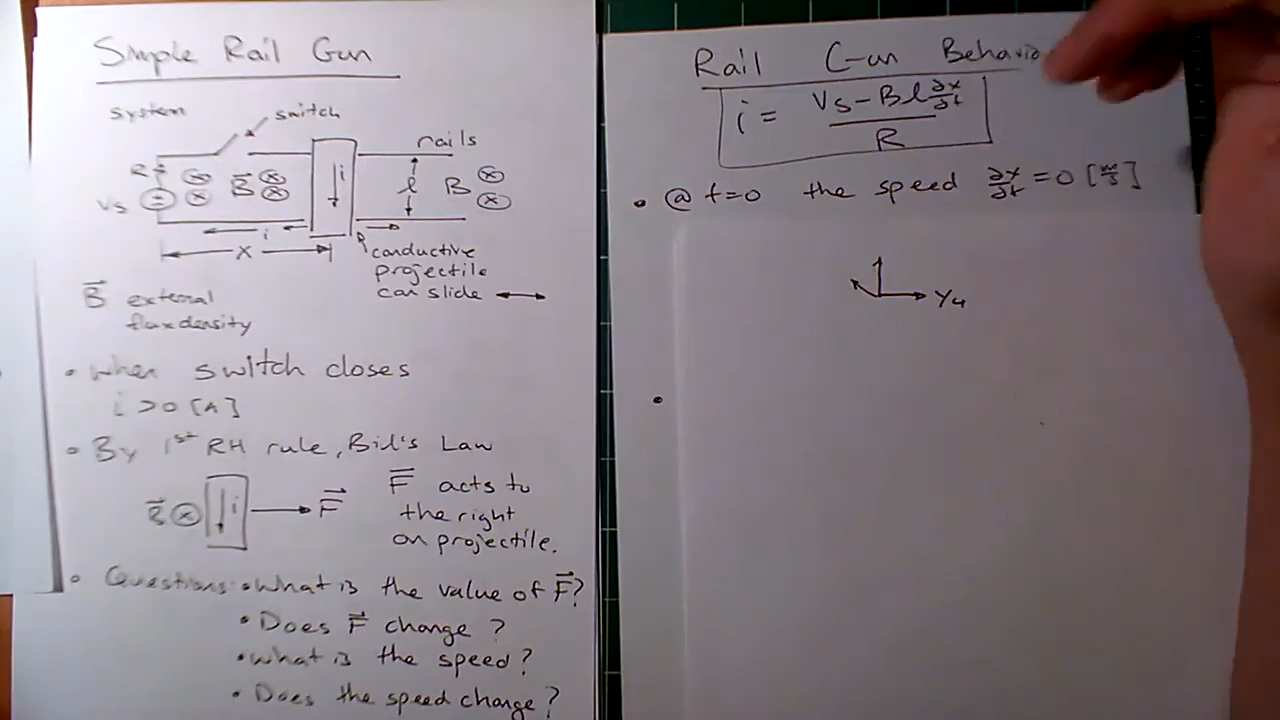 Simple Rail Gun
system
switch
rails
R
Vs
B
i
l
B
i
x
conductive
projectile
can slide
B external
flux density
• when switch closes
i > 0 [A]
• By 1st RH rule, Bil's Law
B i F
F acts to
the right
on projectile.
• Questions: • What is the value of F?
• Does F change?
• what is the speed?
• Does the speed change?
Rail Gun Behavio
i = Vs - Bl ∂x/∂t
R
• @ t=0 the speed ∂x/∂t = 0 [m/s]
•